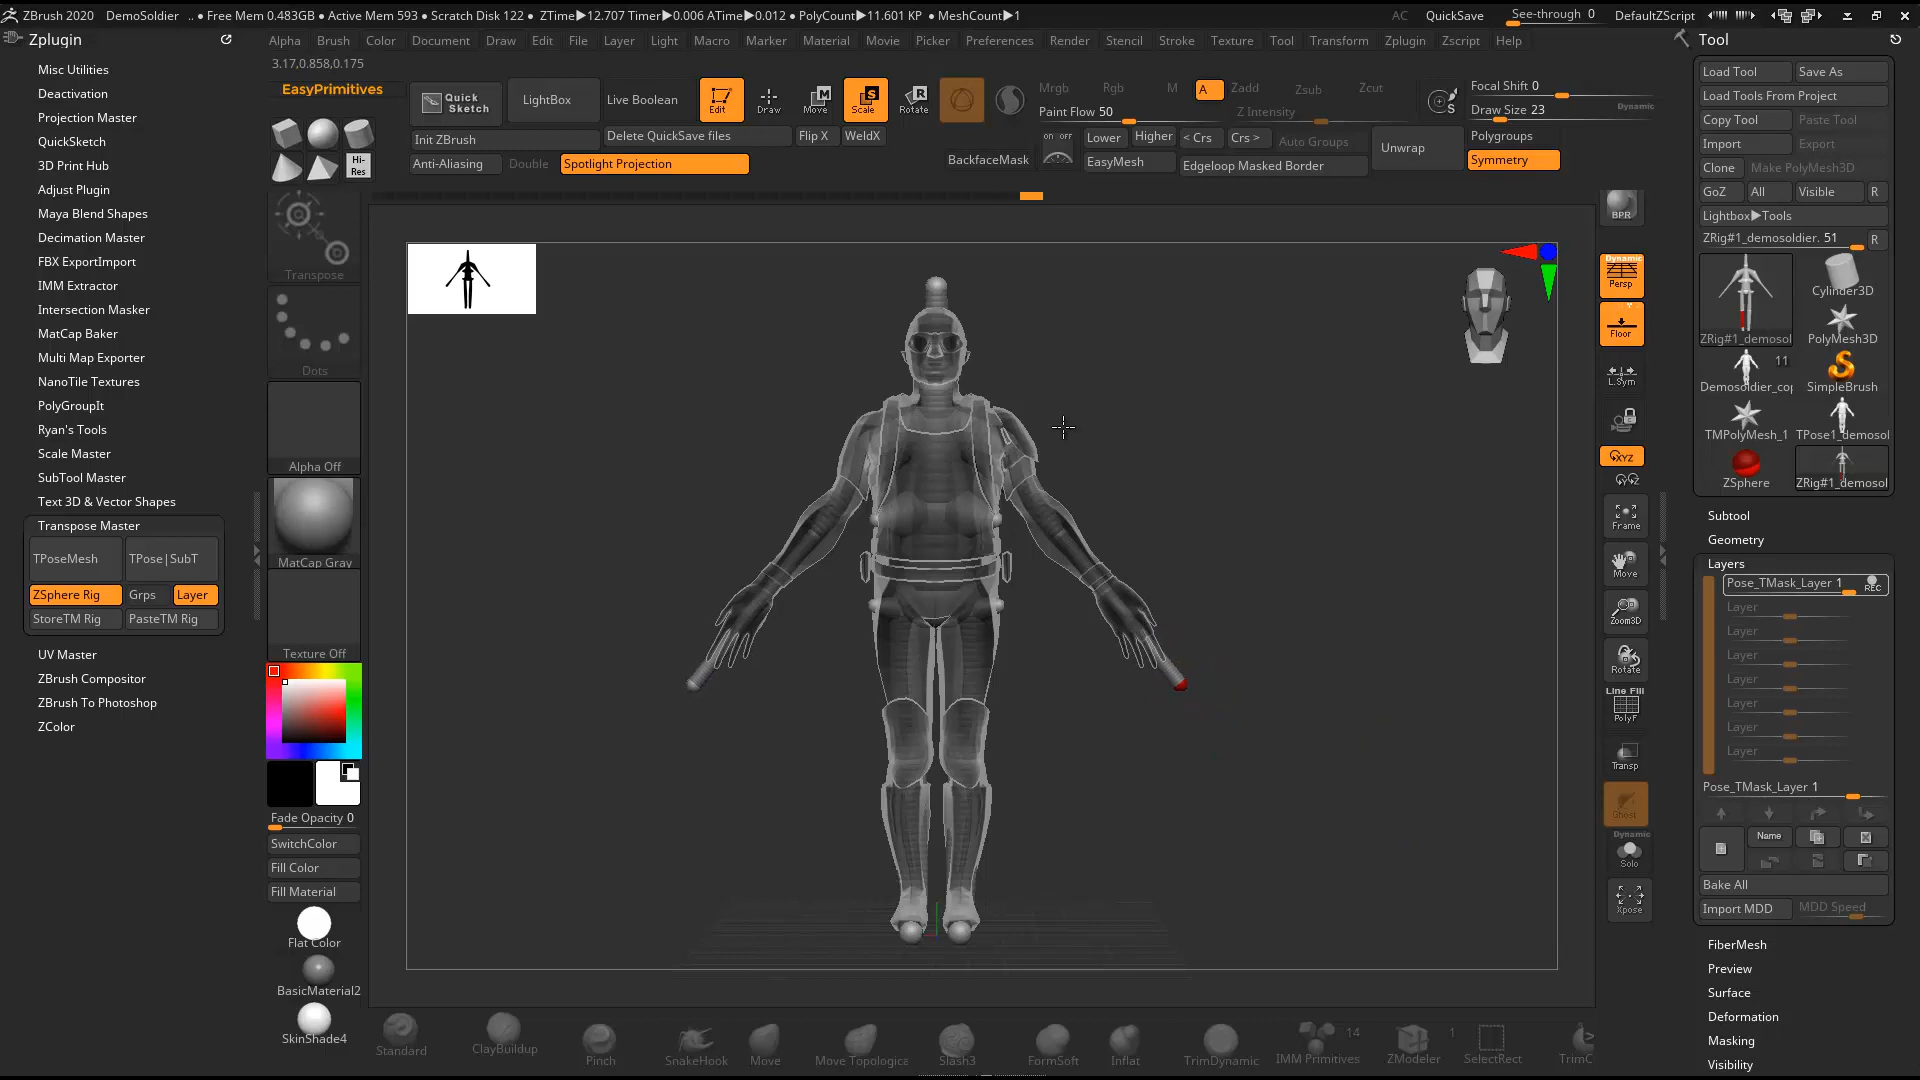 ZBrush 2020 DemoSoldier .. • Free Mem 0.483GB • Active Mem 593 • Scratch Disk 122 • ZTime▶12.707 Timer▶0.006 ATime▶0.012 • PolyCount▶11.601 KP • MeshCount▶1
AC QuickSave See-through 0 DefaultZScript
Zplugin
Alpha Brush Color Document Draw Edit File Layer Light Macro Marker Material Movie Picker Preferences Render Stencil Stroke Texture Tool Transform Zplugin Zscript Help
Tool
3.17,0.858,0.175
Misc Utilities
Deactivation
Projection Master
QuickSketch
3D Print Hub
Adjust Plugin
Maya Blend Shapes
Decimation Master
FBX ExportImport
IMM Extractor
Intersection Masker
MatCap Baker
Multi Map Exporter
NanoTile Textures
PolyGroupIt
Ryan's Tools
Scale Master
SubTool Master
Text 3D & Vector Shapes
Transpose Master
TPoseMesh TPose|SubT
ZSphere Rig Grps Layer
StoreTM Rig PasteTM Rig
UV Master
ZBrush Compositor
ZBrush To Photoshop
ZColor
EasyPrimitives
Hi-Res
Quick Sketch
LightBox
Live Boolean
Edit Draw Move Scale Rotate
Init ZBrush Delete QuickSave files Flip X WeldX
Anti-Aliasing Double Spotlight Projection
Mrgb Rgb M A Zadd Zsub Zcut
Paint Flow 50 Z Intensity
Focal Shift 0
Draw Size 23 Dynamic
on off Lower Higher < Crs Crs > Auto Groups
BackfaceMask EasyMesh Edgeloop Masked Border
Unwrap
Polygroups
Symmetry
Transpose
Dots
Alpha Off
MatCap Gray
Texture Off
Fade Opacity 0
SwitchColor
Fill Color
Fill Material
Flat Color
BasicMaterial2
SkinShade4
BPR
Dynamic
Persp
Floor
L.Sym
XYZ
Frame
Move
Zoom3D
Rotate
Line Fill
PolyF
Transp
Ghost
Dynamic
Solo
Xpose
Load Tool Save As
Load Tools From Project
Copy Tool Paste Tool
Import Export
Clone Make PolyMesh3D
GoZ All Visible R
Lightbox▶Tools
ZRig#1_demosoldier. 51 R
ZRig#1_demosol
Cylinder3D
PolyMesh3D
11
Demosoldier_cop
SimpleBrush
TMPolyMesh_1
TPose1_demosol
ZSphere
ZRig#1_demosol
Subtool
Geometry
Layers
Pose_TMask_Layer 1 REC
Layer
Layer
Layer
Layer
Layer
Layer
Layer
Pose_TMask_Layer 1
Name
Bake All
Import MDD MDD Speed
FiberMesh
Preview
Surface
Deformation
Masking
Visibility
Standard ClayBuildup Pinch SnakeHook Move Move Topologica Slash3 FormSoft Inflat TrimDynamic IMM Primitives 14 ZModeler 1 SelectRect